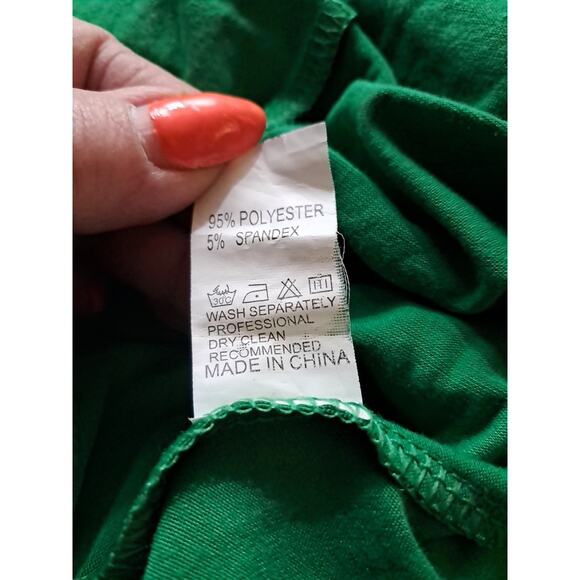 95% POLYESTER
5% SPANDEX
30°C
WASH SEPARATELY
PROFESSIONAL
DRY CLEAN
RECOMMENDED
MADE IN CHINA